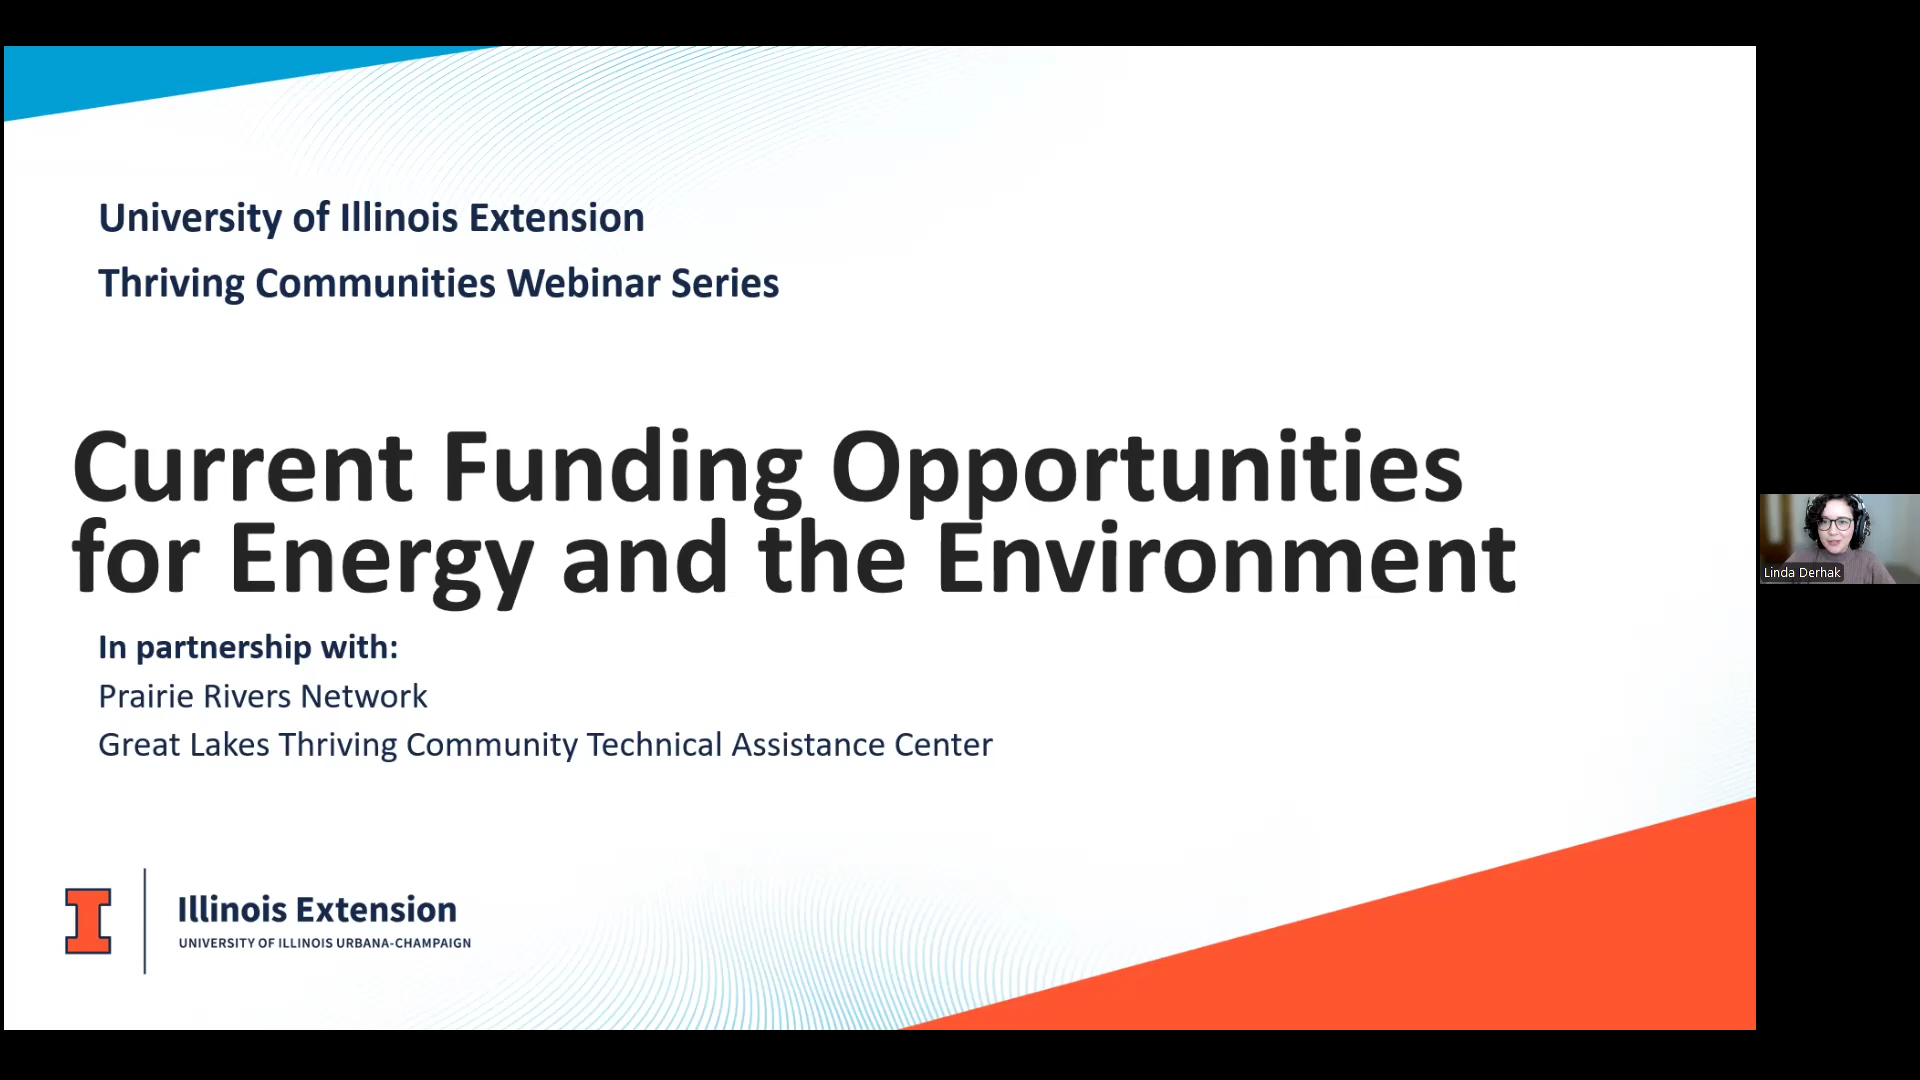 University of Illinois Extension
Thriving Communities Webinar Series
Current Funding Opportunities
for Energy and the Environment
In partnership with:
Prairie Rivers Network
Great Lakes Thriving Community Technical Assistance Center
Illinois Extension
UNIVERSITY OF ILLINOIS URBANA-CHAMPAIGN
Linda Derhak